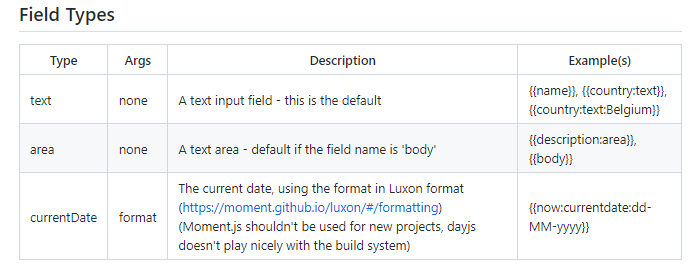 Field Types
Type Args Description Example(s)
text none A text input field - this is the default {{name}}, {{country:text}},
{{country:text:Belgium}}
area none A text area - default if the field name is 'body' {{description:area}},
{{body}}
currentDate format The current date, using the format in Luxon format
(https://moment.github.io/luxon/#/formatting)
(Moment.js shouldn't be used for new projects, dayjs
doesn't play nicely with the build system)
{{now:currentdate:dd-
MM-yyyy}}